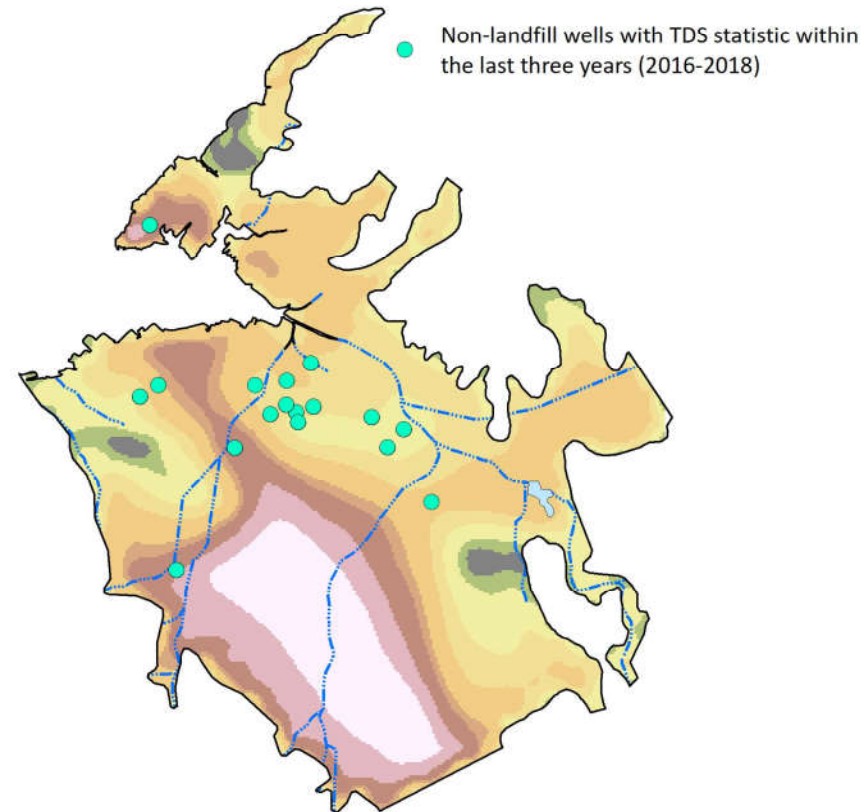 Non-landfill wells with TDS statistic within
the last three years (2016-2018)